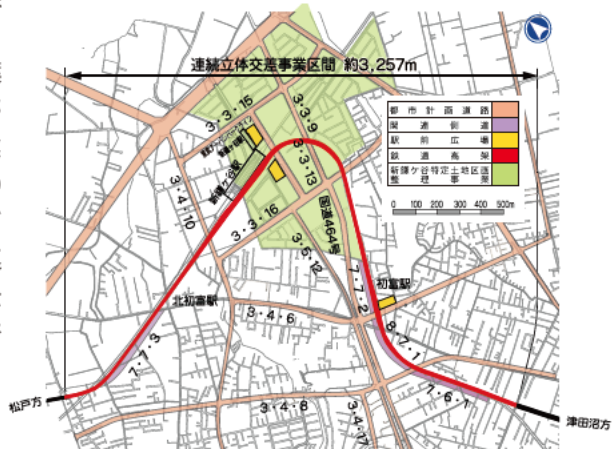 連続立体交差事業区間 約3,257m
都市計画道路
関連側道
駅前広場
鉄道高架
新鎌ケ谷特定土地区画
整理事業
0 100 200 300 400 500m
3・3・15
3・3・9
新鎌ケ谷駅
3・3・13
3・4・10
3・3・16
国道464号
3・5・12
7・7・2
初富駅
北初富駅
3・4・6
8・7・1
7・7・3
7・6・1
松戸方
3・4・8
3・4・17
津田沼方